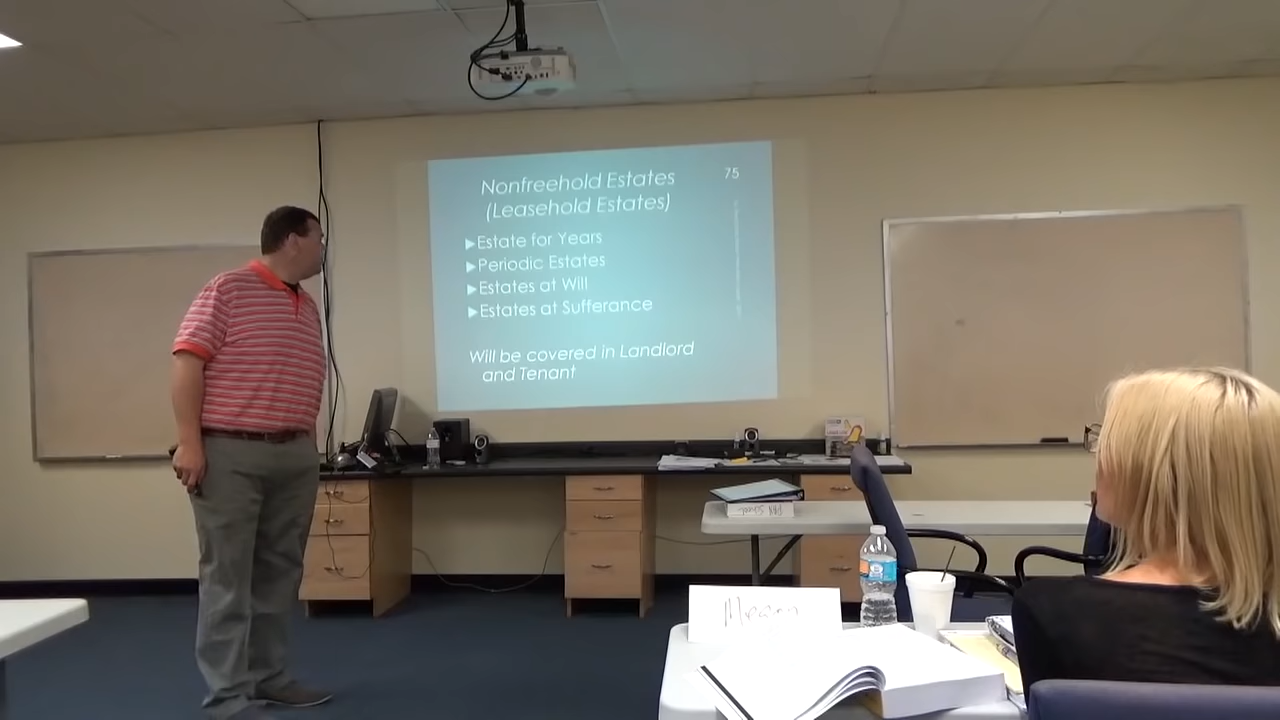 Nonfreehold Estates
75
(Leasehold Estates)
▶Estate for Years
▶Periodic Estates
▶Estates at Will
▶Estates at Sufferance
Will be covered in Landlord
and Tenant